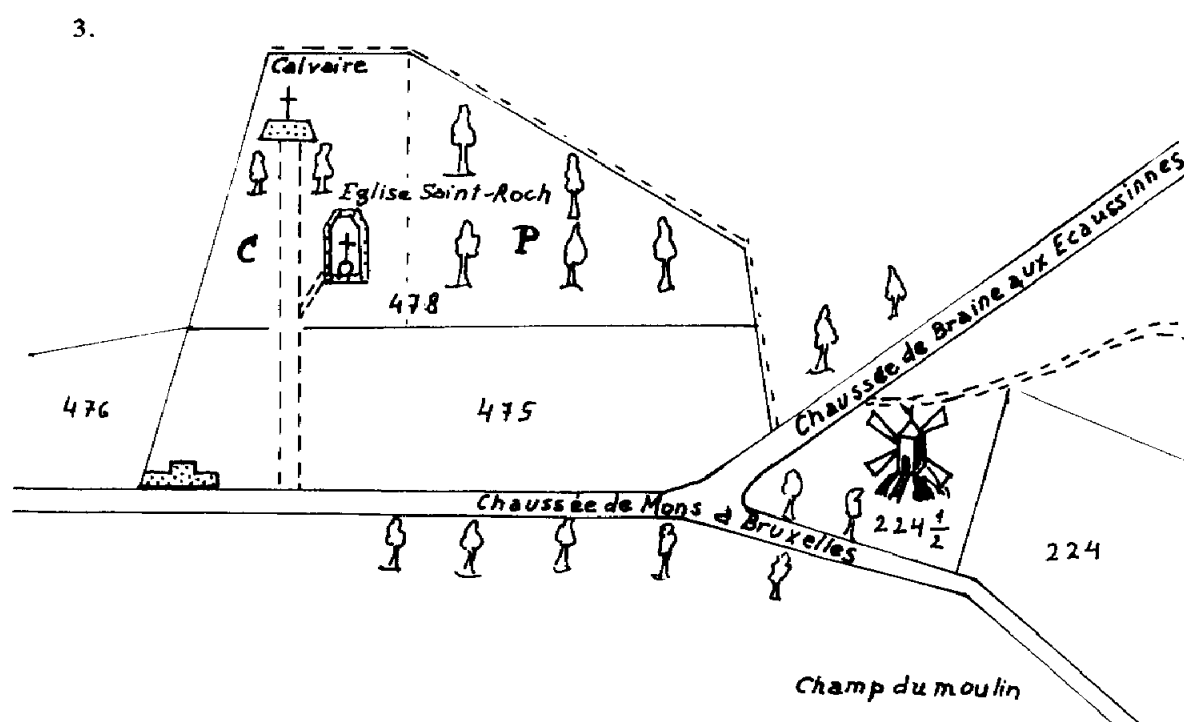 3.
Calvaire
Eglise Saint-Roch
C
P
478
476
475
Chaussée de Braine aux Ecaussinnes
Chaussée de Mons à Bruxelles
224 1/2
224
Champ du moulin